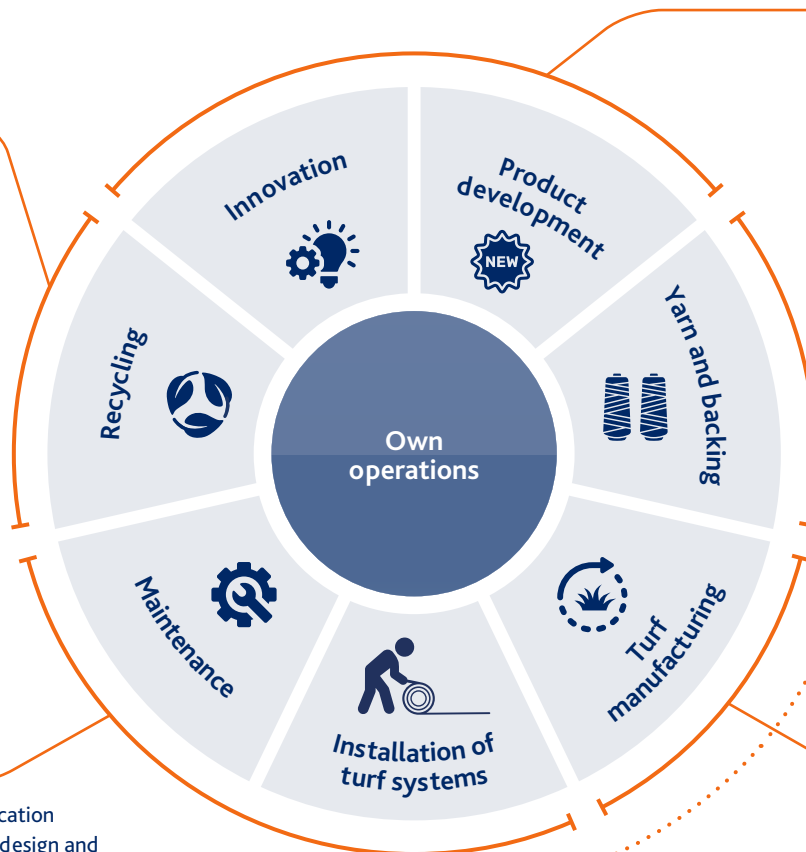 Innovation
Product
development
NEW
Yarn and backing
Recycling
Own
operations
Maintenance
Turf
manufacturing
Installation of
turf systems
cation
design and